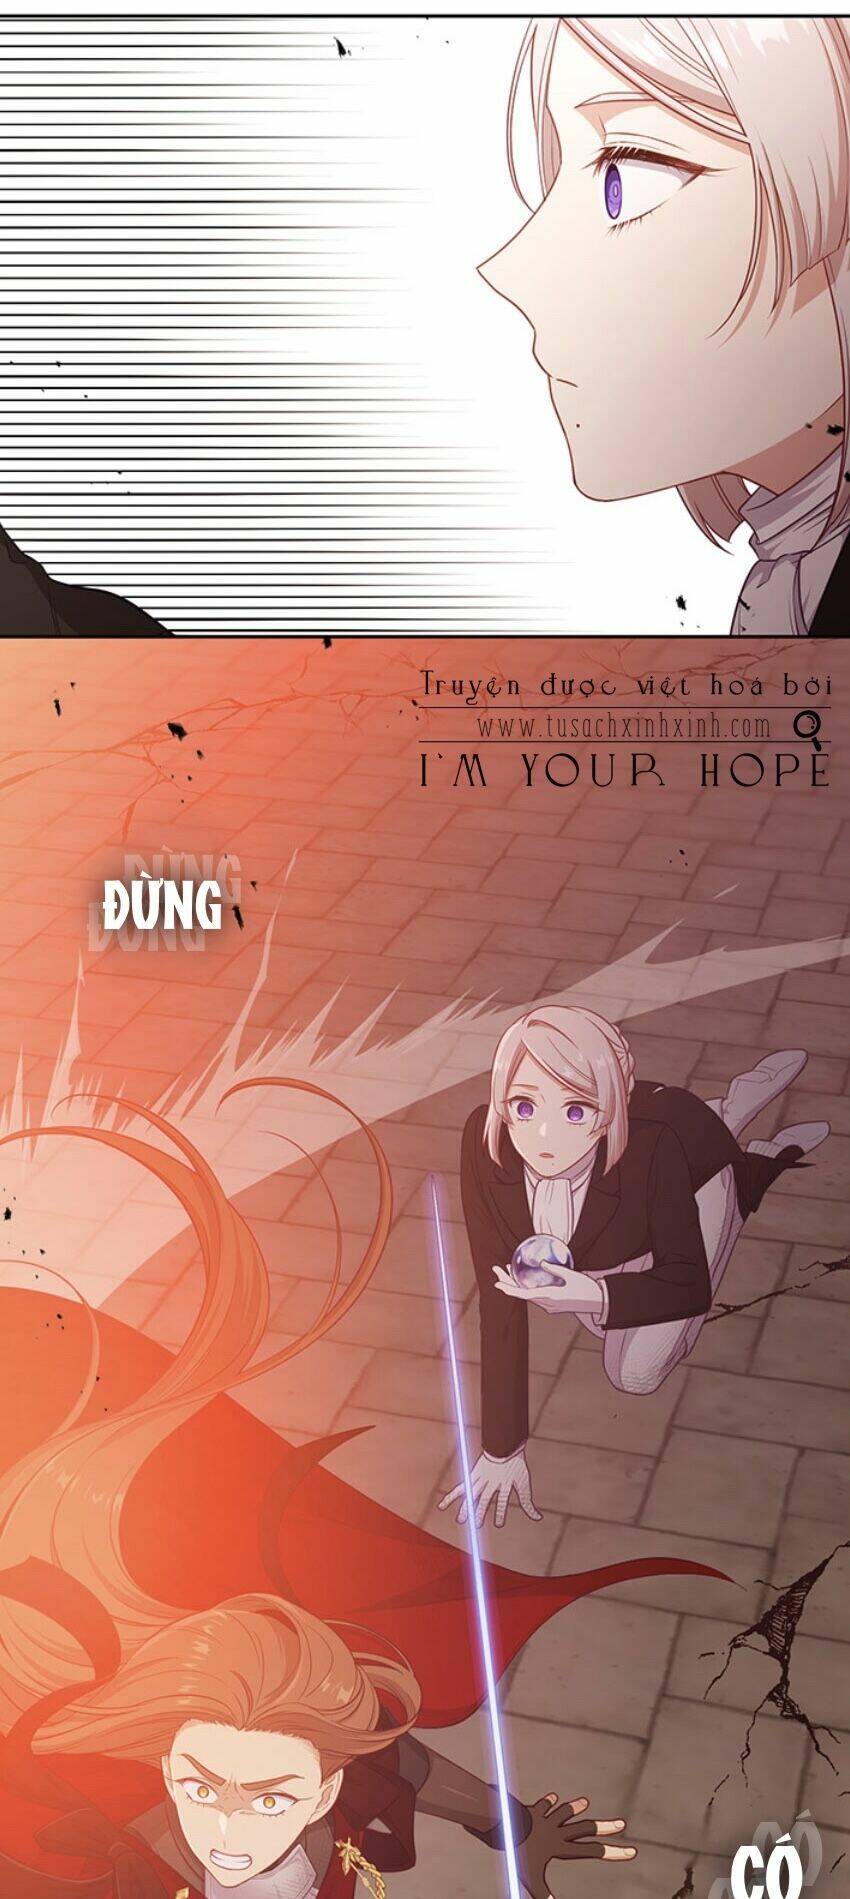 Truyện được việt hoá bởi
www.tusachxinhxinh.com
I'M YOUR HOPE
ĐỪNG
CÓ